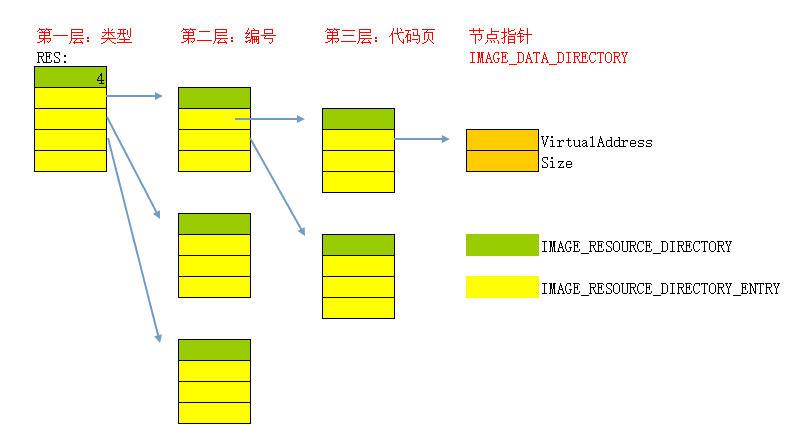 第一层：类型
第二层：编号
第三层：代码页
节点指针
RES:
IMAGE_DATA_DIRECTORY
4
VirtualAddress
Size
IMAGE_RESOURCE_DIRECTORY
IMAGE_RESOURCE_DIRECTORY_ENTRY